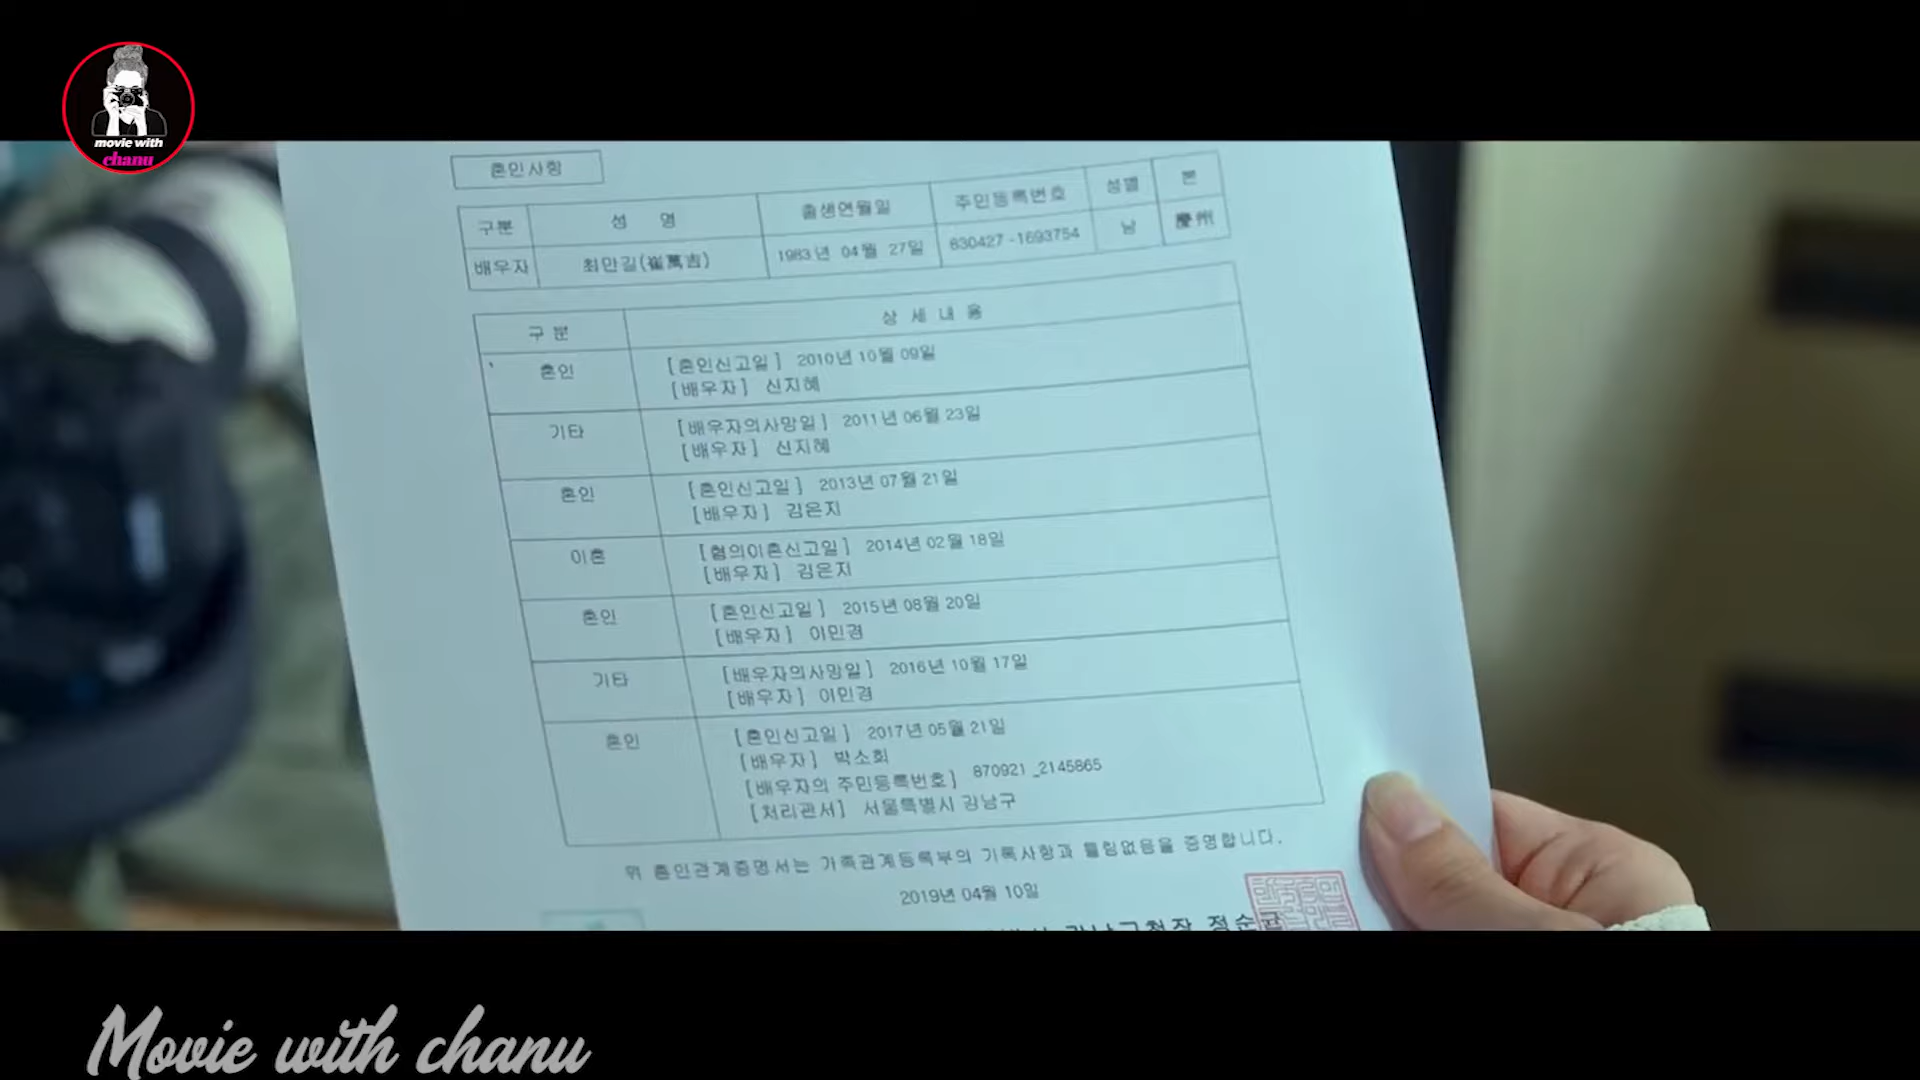 movie with
chanu
혼인사항
구분 성 명 출생연월일 주민등록번호 성별 본
배우자 최만길(崔萬吉) 1983년 04월 27일 830427 -1693754 남 慶州
구 분 상 세 내 용
혼인 [혼인신고일] 2010년 10월 09일
[배우자] 신지혜
기타 [배우자의사망일] 2011년 06월 23일
[배우자] 신지혜
혼인 [혼인신고일] 2013년 07월 21일
[배우자] 김은지
이혼 [협의이혼신고일] 2014년 02월 18일
[배우자] 김은지
혼인 [혼인신고일] 2015년 08월 20일
[배우자] 이민경
기타 [배우자의사망일] 2016년 10월 17일
[배우자] 이민경
혼인 [혼인신고일] 2017년 05월 21일
[배우자] 박소희
[배우자의 주민등록번호] 870921 _2145865
[처리관서] 서울특별시 강남구
위 혼인관계증명서는 가족관계등록부의 기록사항과 틀림없음을 증명합니다.
2019년 04월 10일
강남구청장 정순균
Movie with chanu